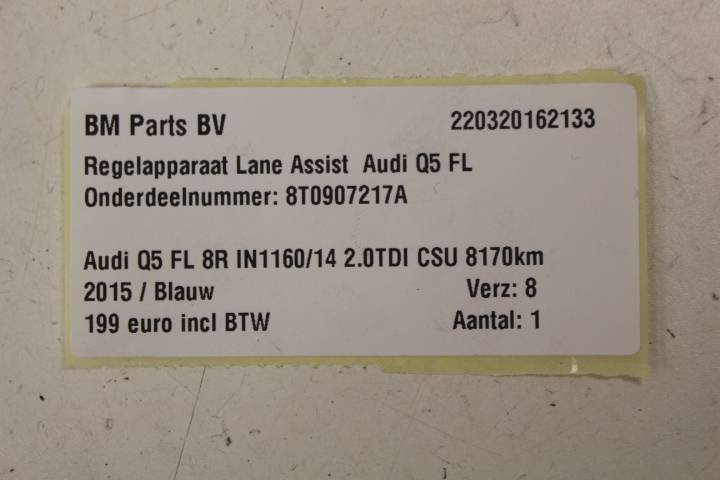 BM Parts BV 220320162133
Regelapparaat Lane Assist Audi Q5 FL
Onderdeelnummer: 8T0907217A
Audi Q5 FL 8R IN1160/14 2.0TDI CSU 8170km
2015 / Blauw Verz: 8
199 euro incl BTW Aantal: 1